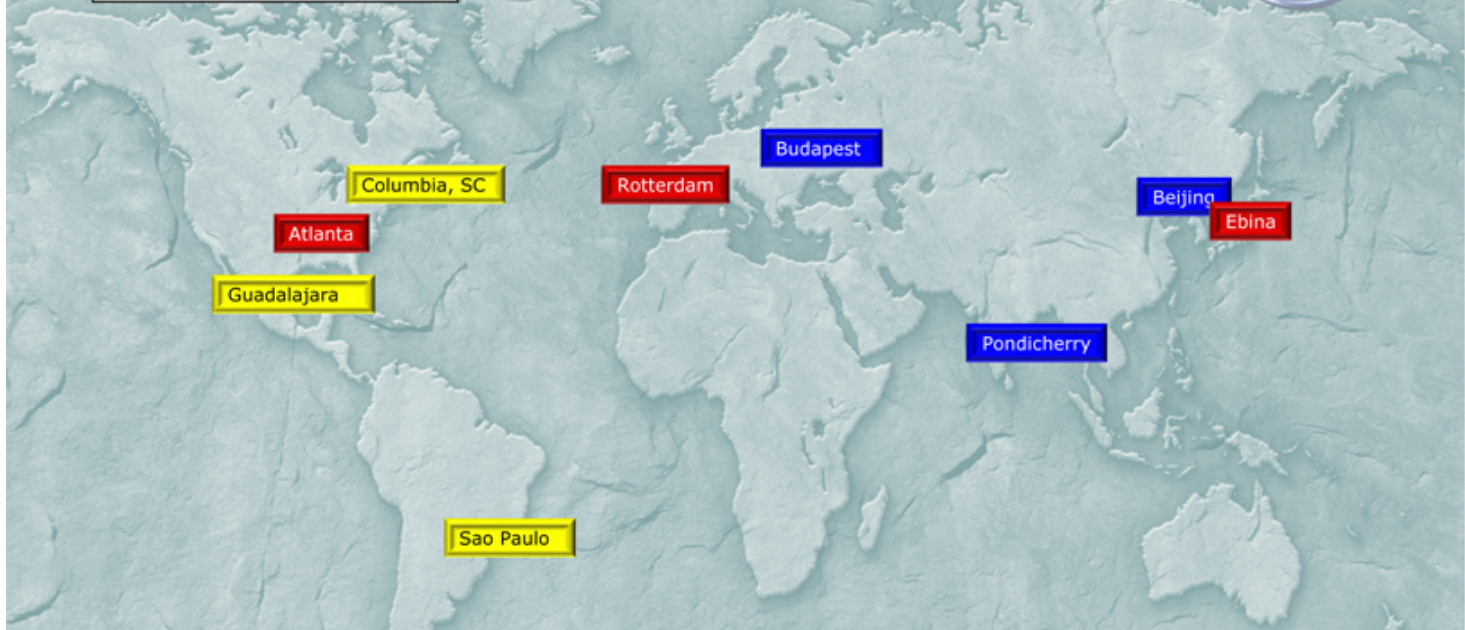 Budapest
Columbia, SC
Rotterdam
Beijing
Ebina
Atlanta
Guadalajara
Pondicherry
Sao Paulo